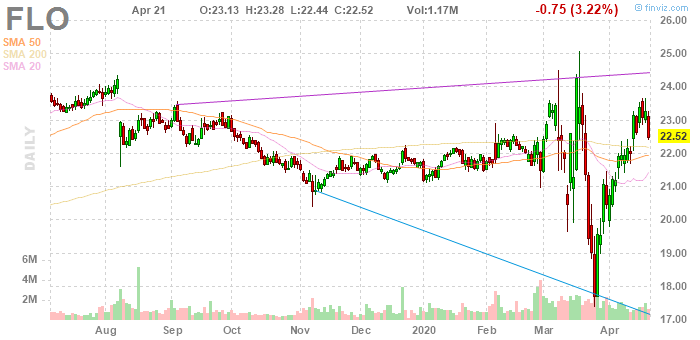 FLO Apr 21 O:23.13 H:23.28 L:22.44 C:22.52 Vol:1.17M -0.75 (3.22%) © finviz.com
SMA 50
SMA 200
SMA 20
DAILY
26.00
25.00
24.00
23.00
22.52
22.00
21.00
20.00
19.00
18.00
17.00
6M
4M
2M
Aug Sep Oct Nov Dec 2020 Feb Mar Apr